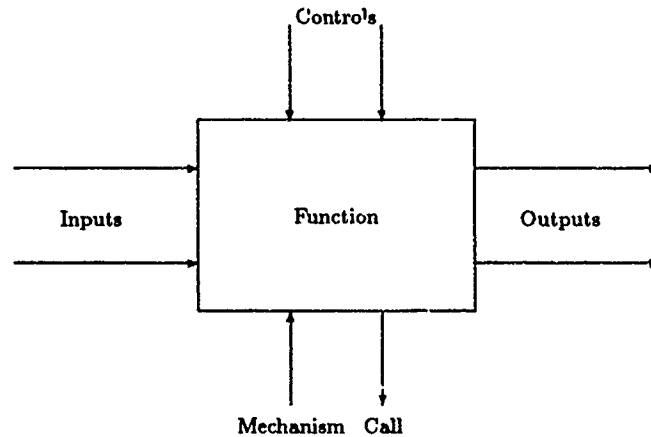 Controls
Inputs
Function
Outputs
Mechanism Call